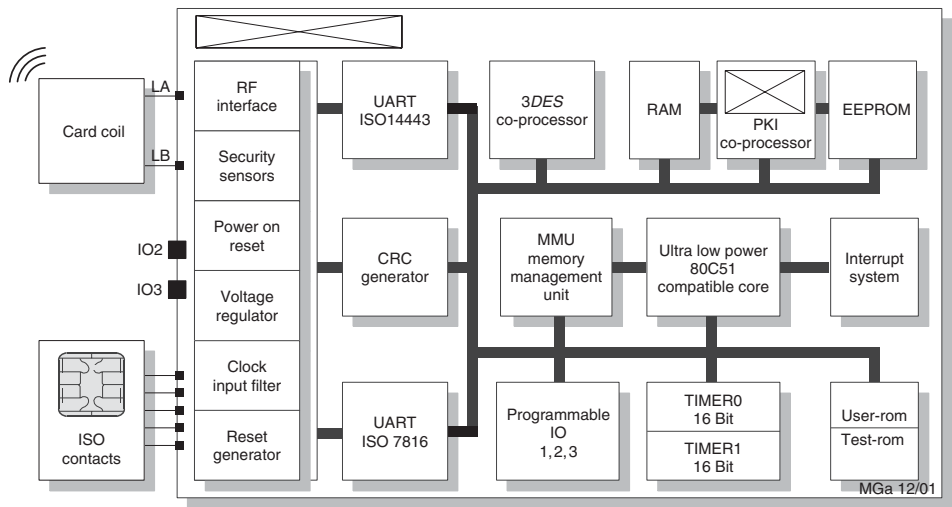 Card coil
LA
LB
IO2
IO3
ISO
contacts
RF
interface
Security
sensors
Power on
reset
Voltage
regulator
Clock
input filter
Reset
generator
UART
ISO14443
CRC
generator
UART
ISO 7816
3DES
co-processor
RAM
PKI
co-processor
EEPROM
MMU
memory
management
unit
Ultra low power
80C51
compatible core
Interrupt
system
Programmable
IO
1, 2, 3
TIMER0
16 Bit
TIMER1
16 Bit
User-rom
Test-rom
MGa 12/01